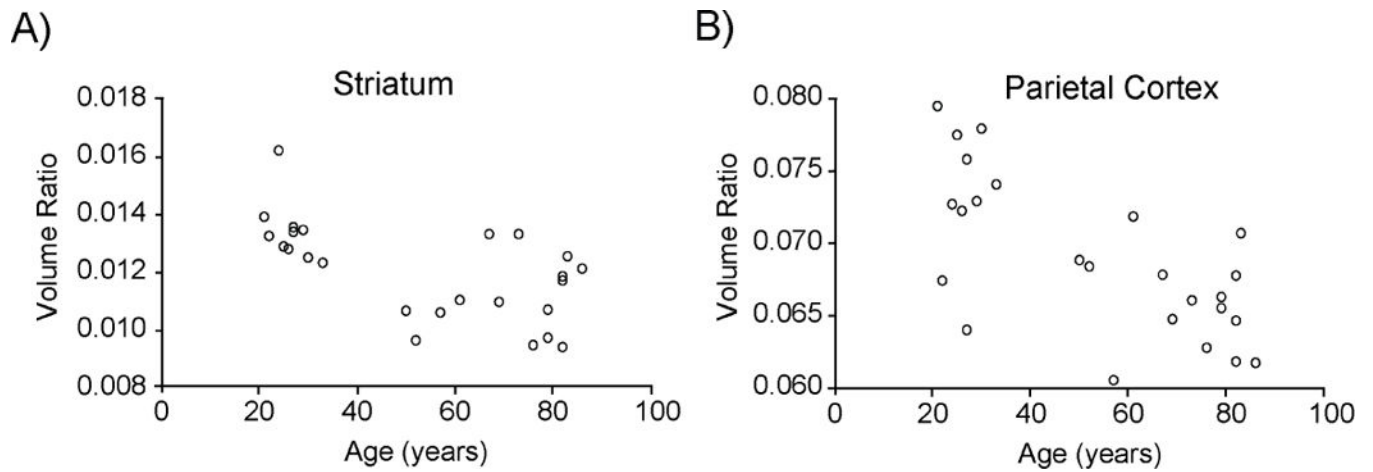 A)
Striatum
Volume Ratio
0.018
0.016
0.014
0.012
0.010
0.008
0 20 40 60 80 100
Age (years)
B)
Parietal Cortex
Volume Ratio
0.080
0.075
0.070
0.065
0.060
0 20 40 60 80 100
Age (years)